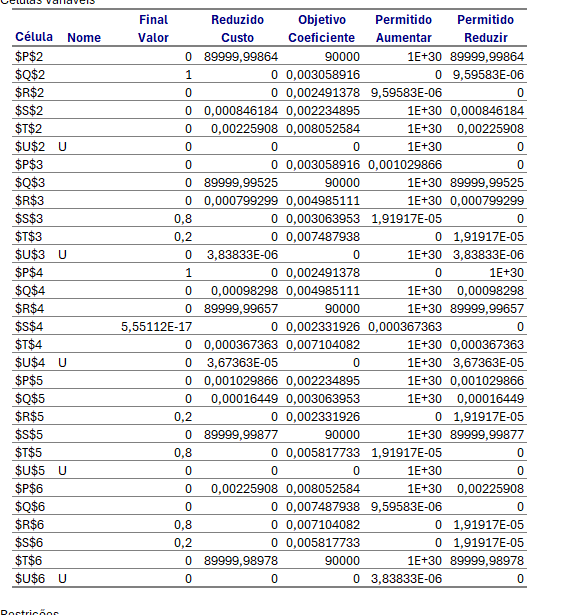 Células Variáveis
Final Reduzido Objetivo Permitido Permitido
Célula Nome Valor Custo Coeficiente Aumentar Reduzir
$P$2 0 89999,99864 90000 1E+30 89999,99864
$Q$2 1 0 0,003058916 0 9,59583E-06
$R$2 0 0 0,002491378 9,59583E-06 0
$S$2 0 0,000846184 0,002234895 1E+30 0,000846184
$T$2 0 0,00225908 0,008052584 1E+30 0,00225908
$U$2 U 0 0 0 1E+30 0
$P$3 0 0 0,003058916 0,001029866 0
$Q$3 0 89999,99525 90000 1E+30 89999,99525
$R$3 0 0,000799299 0,004985111 1E+30 0,000799299
$S$3 0,8 0 0,003063953 1,91917E-05 0
$T$3 0,2 0 0,007487938 0 1,91917E-05
$U$3 U 0 3,83833E-06 0 1E+30 3,83833E-06
$P$4 1 0 0,002491378 0 1E+30
$Q$4 0 0,00098298 0,004985111 1E+30 0,00098298
$R$4 0 89999,99657 90000 1E+30 89999,99657
$S$4 5,55112E-17 0 0,002331926 0,000367363 0
$T$4 0 0,000367363 0,007104082 1E+30 0,000367363
$U$4 U 0 3,67363E-05 0 1E+30 3,67363E-05
$P$5 0 0,001029866 0,002234895 1E+30 0,001029866
$Q$5 0 0,00016449 0,003063953 1E+30 0,00016449
$R$5 0,2 0 0,002331926 0 1,91917E-05
$S$5 0 89999,99877 90000 1E+30 89999,99877
$T$5 0,8 0 0,005817733 1,91917E-05 0
$U$5 U 0 0 0 1E+30 0
$P$6 0 0,00225908 0,008052584 1E+30 0,00225908
$Q$6 0 0 0,007487938 9,59583E-06 0
$R$6 0,8 0 0,007104082 0 1,91917E-05
$S$6 0,2 0 0,005817733 0 1,91917E-05
$T$6 0 89999,98978 90000 1E+30 89999,98978
$U$6 U 0 0 0 3,83833E-06 0
Restrições